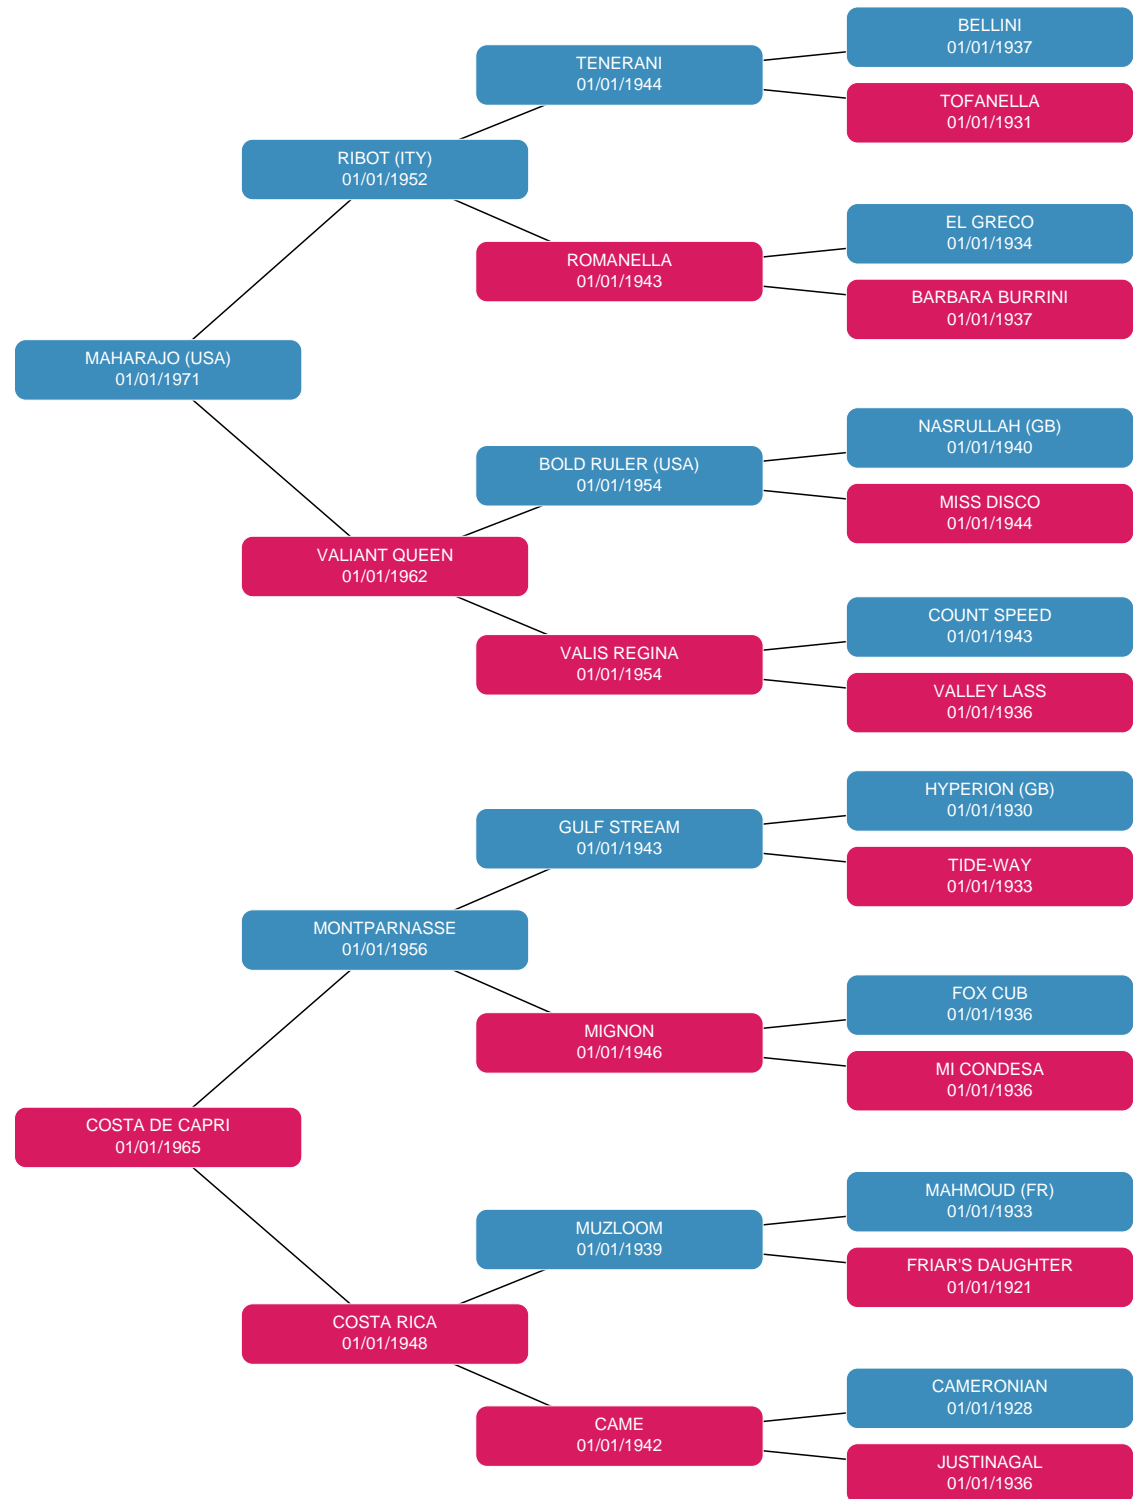 BELLINI
01/01/1937
TENERANI
01/01/1944
TOFANELLA
01/01/1931
RIBOT (ITY)
01/01/1952
EL GRECO
01/01/1934
ROMANELLA
01/01/1943
BARBARA BURRINI
01/01/1937
MAHARAJO (USA)
01/01/1971
NASRULLAH (GB)
01/01/1940
BOLD RULER (USA)
01/01/1954
MISS DISCO
01/01/1944
VALIANT QUEEN
01/01/1962
COUNT SPEED
01/01/1943
VALIS REGINA
01/01/1954
VALLEY LASS
01/01/1936
HYPERION (GB)
01/01/1930
GULF STREAM
01/01/1943
TIDE-WAY
01/01/1933
MONTPARNASSE
01/01/1956
FOX CUB
01/01/1936
MIGNON
01/01/1946
MI CONDESA
01/01/1936
COSTA DE CAPRI
01/01/1965
MAHMOUD (FR)
01/01/1933
MUZLOOM
01/01/1939
FRIAR'S DAUGHTER
01/01/1921
COSTA RICA
01/01/1948
CAMERONIAN
01/01/1928
CAME
01/01/1942
JUSTINAGAL
01/01/1936